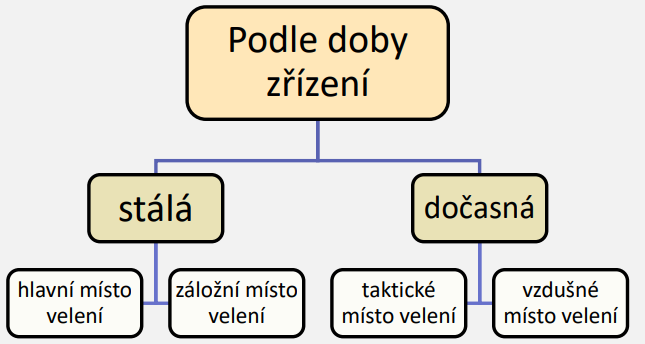 Podle doby
zřízení
stálá
dočasná
hlavní místo
velení
záložní místo
velení
taktické
místo velení
vzdušné
místo velení